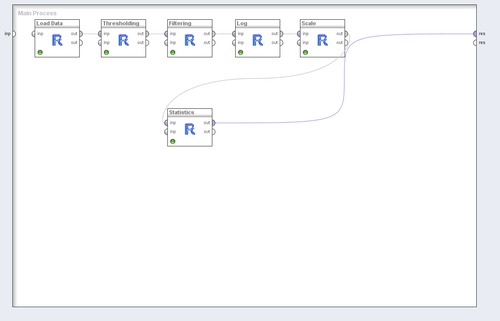 Main Process
Load Data
Thresholding
Filtering
Log
Scale
inp
inp
out
inp
out
inp
out
inp
out
inp
out
res
inp
out
inp
out
inp
out
inp
out
inp
out
res
R
R
R
R
R
Statistics
inp
out
inp
out
R